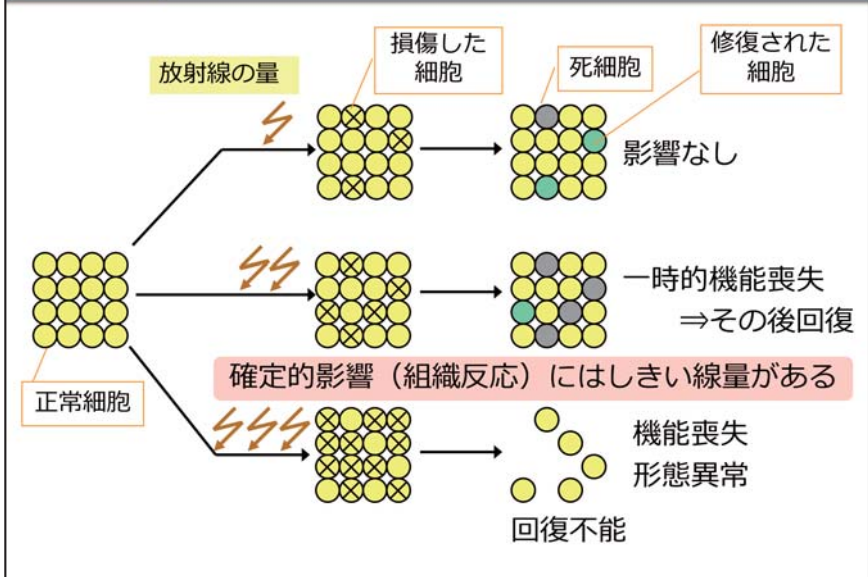 放射線の量
損傷した
細胞
死細胞
修復された
細胞
影響なし
一時的機能喪失
⇒その後回復
確定的影響（組織反応）にはしきい線量がある
正常細胞
機能喪失
形態異常
回復不能